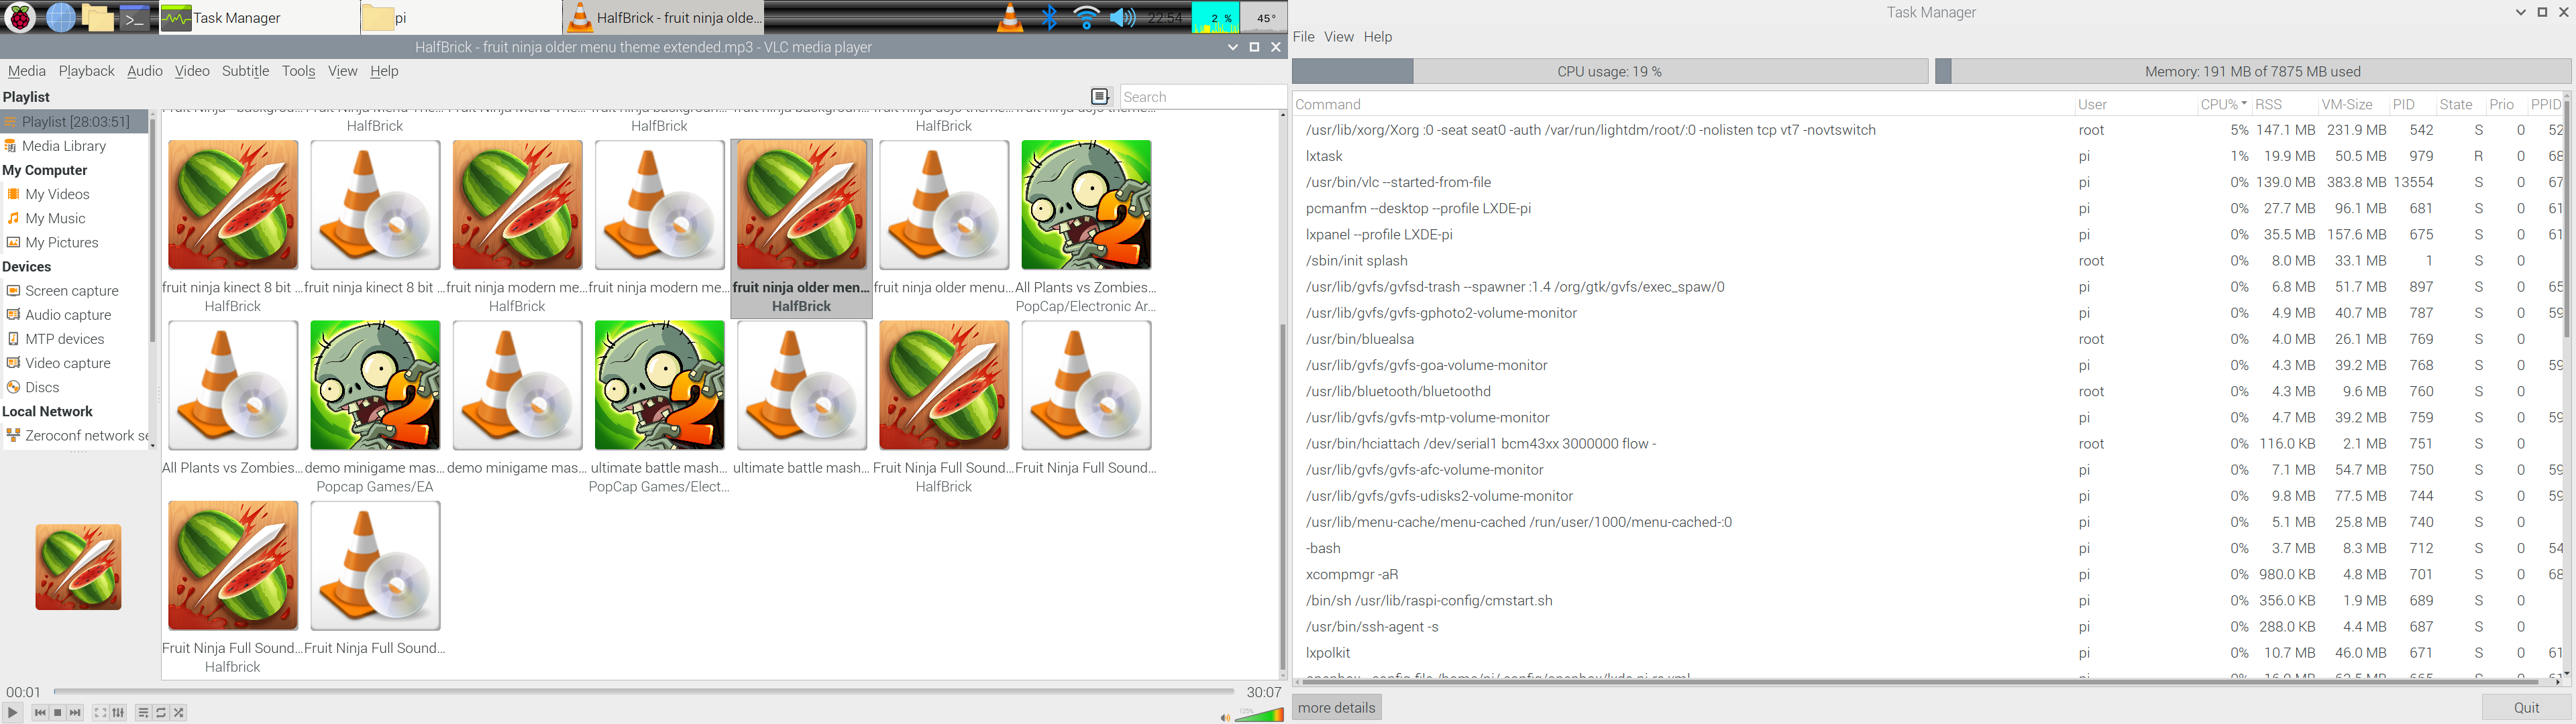 Task Manager
pi
HalfBrick - fruit ninja olde...
22:54
2 %
45°
HalfBrick - fruit ninja older menu theme extended.mp3 - VLC media player
Media Playback Audio Video Subtitle Tools View Help
Playlist
Search
Playlist [28:03:51]
Media Library
My Computer
My Videos
My Music
My Pictures
Devices
Screen capture
Audio capture
MTP devices
Video capture
Discs
Local Network
Zeroconf network se
HalfBrick HalfBrick HalfBrick
fruit ninja kinect 8 bit ... fruit ninja kinect 8 bit ... fruit ninja modern me... fruit ninja modern me... fruit ninja older men... fruit ninja older menu... All Plants vs Zombies...
HalfBrick HalfBrick HalfBrick PopCap/Electronic Ar...
All Plants vs Zombies... demo minigame mas... demo minigame mas... ultimate battle mash... ultimate battle mash... Fruit Ninja Full Sound... Fruit Ninja Full Sound...
Popcap Games/EA PopCap Games/Elect... HalfBrick
Fruit Ninja Full Sound... Fruit Ninja Full Sound...
Halfbrick
00:01 30:07
125%
Task Manager
File View Help
CPU usage: 19 % Memory: 191 MB of 7875 MB used
Command User CPU% RSS VM-Size PID State Prio PPID
/usr/lib/xorg/Xorg :0 -seat seat0 -auth /var/run/lightdm/root/:0 -nolisten tcp vt7 -novtswitch root 5% 147.1 MB 231.9 MB 542 S 0 52
lxtask pi 1% 19.9 MB 50.5 MB 979 R 0 68
/usr/bin/vlc --started-from-file pi 0% 139.0 MB 383.8 MB 13554 S 0 67
pcmanfm --desktop --profile LXDE-pi pi 0% 27.7 MB 96.1 MB 681 S 0 61
lxpanel --profile LXDE-pi pi 0% 35.5 MB 157.6 MB 675 S 0 61
/sbin/init splash root 0% 8.0 MB 33.1 MB 1 S 0
/usr/lib/gvfs/gvfsd-trash --spawner :1.4 /org/gtk/gvfs/exec_spaw/0 pi 0% 6.8 MB 51.7 MB 897 S 0 65
/usr/lib/gvfs/gvfs-gphoto2-volume-monitor pi 0% 4.9 MB 40.7 MB 787 S 0 59
/usr/bin/bluealsa root 0% 4.0 MB 26.1 MB 769 S 0
/usr/lib/gvfs/gvfs-goa-volume-monitor pi 0% 4.3 MB 39.2 MB 768 S 0 59
/usr/lib/bluetooth/bluetoothd root 0% 4.3 MB 9.6 MB 760 S 0
/usr/lib/gvfs/gvfs-mtp-volume-monitor pi 0% 4.7 MB 39.2 MB 759 S 0 59
/usr/bin/hciattach /dev/serial1 bcm43xx 3000000 flow - root 0% 116.0 KB 2.1 MB 751 S 0
/usr/lib/gvfs/gvfs-afc-volume-monitor pi 0% 7.1 MB 54.7 MB 750 S 0 59
/usr/lib/gvfs/gvfs-udisks2-volume-monitor pi 0% 9.8 MB 77.5 MB 744 S 0 59
/usr/lib/menu-cache/menu-cached /run/user/1000/menu-cached-:0 pi 0% 5.1 MB 25.8 MB 740 S 0
-bash pi 0% 3.7 MB 8.3 MB 712 S 0 54
xcompmgr -aR pi 0% 980.0 KB 4.8 MB 701 S 0 68
/bin/sh /usr/lib/raspi-config/cmstart.sh pi 0% 356.0 KB 1.9 MB 689 S 0
/usr/bin/ssh-agent -s pi 0% 288.0 KB 4.4 MB 687 S 0
lxpolkit pi 0% 10.7 MB 46.0 MB 671 S 0 61
more details Quit